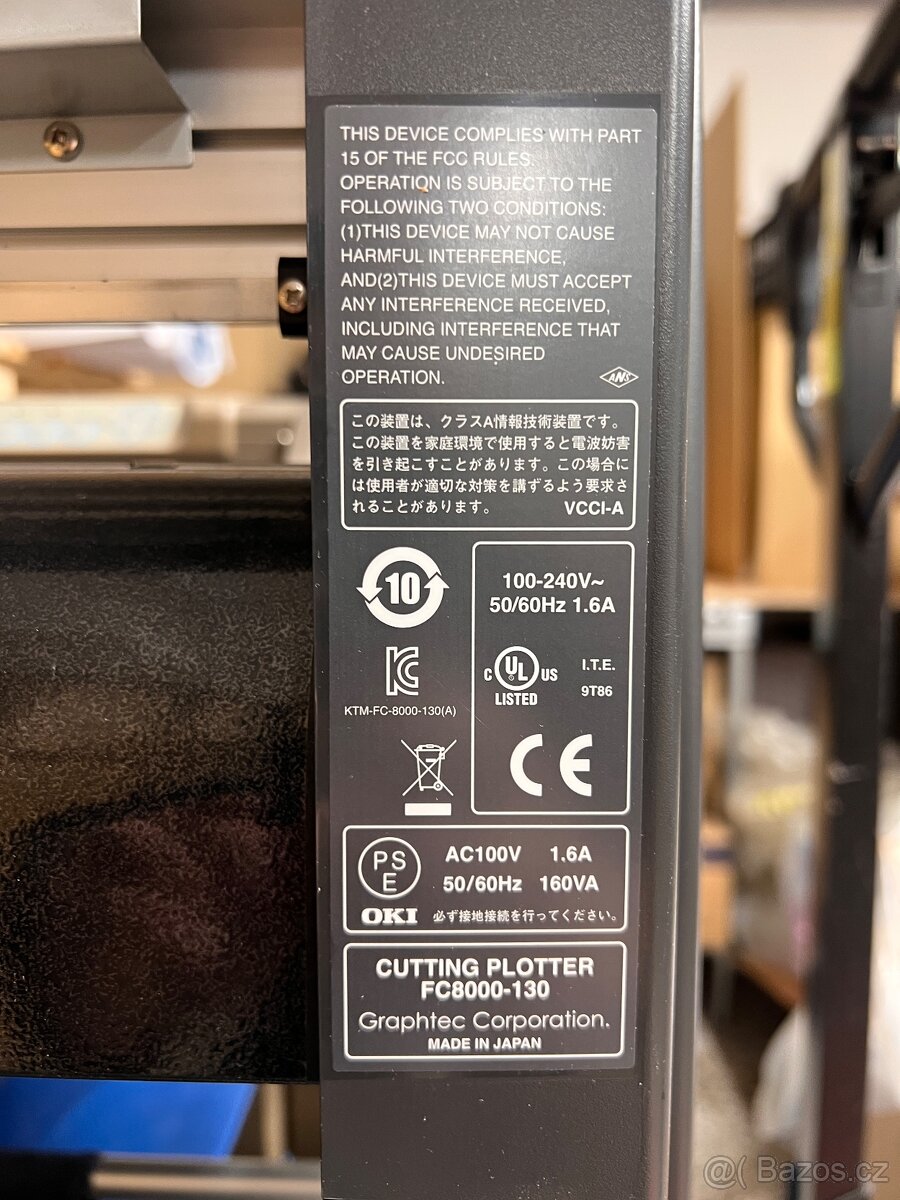 THIS DEVICE COMPLIES WITH PART
15 OF THE FCC RULES.
OPERATION IS SUBJECT TO THE
FOLLOWING TWO CONDITIONS:
(1)THIS DEVICE MAY NOT CAUSE
HARMFUL INTERFERENCE,
AND(2)THIS DEVICE MUST ACCEPT
ANY INTERFERENCE RECEIVED,
INCLUDING INTERFERENCE THAT
MAY CAUSE UNDESIRED
OPERATION.
ANS
この装置は、クラスA情報技術装置です。
この装置を家庭環境で使用すると電波妨害
を引き起こすことがあります。この場合に
は使用者が適切な対策を講ずるよう要求さ
れることがあります。 VCCI-A
10
100-240V~
50/60Hz 1.6A
KC
KTM-FC-8000-130(A)
C UL US
LISTED
I.T.E.
9T86
CE
PS
E
AC100V 1.6A
50/60Hz 160VA
OKI 必ず接地接続を行ってください。
CUTTING PLOTTER
FC8000-130
Graphtec Corporation.
MADE IN JAPAN
@( Bazos.cz